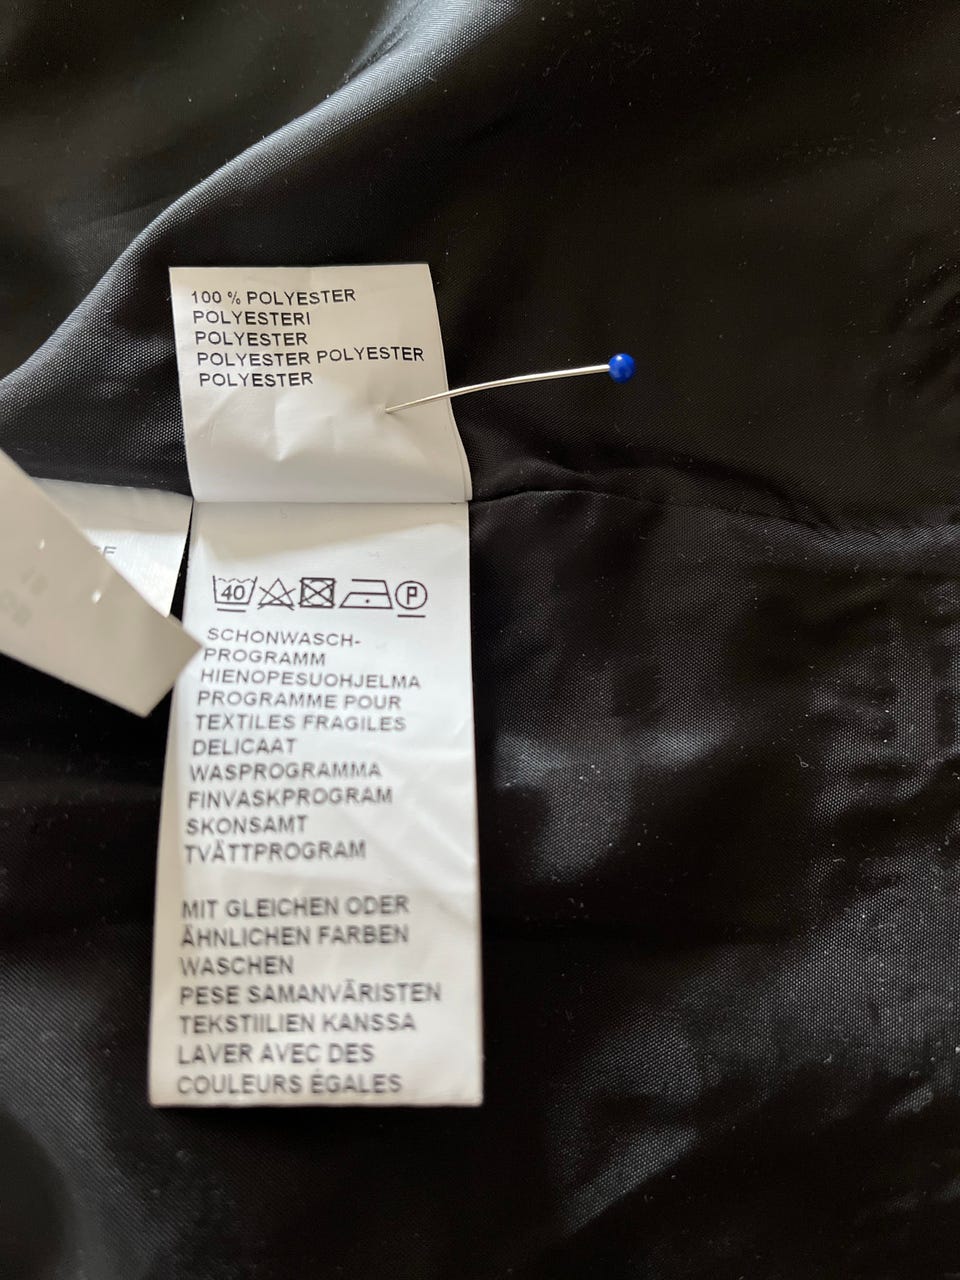 100 % POLYESTER
POLYESTERI
POLYESTER
POLYESTER POLYESTER
POLYESTER
40 P
SCHONWASCH-
PROGRAMM
HIENOPESUOHJELMA
PROGRAMME POUR
TEXTILES FRAGILES
DELICAAT
WASPROGRAMMA
FINVASKPROGRAM
SKONSAMT
TVÄTTPROGRAM
MIT GLEICHEN ODER
ÄHNLICHEN FARBEN
WASCHEN
PESE SAMANVÄRISTEN
TEKSTIILIEN KANSSA
LAVER AVEC DES
COULEURS ÉGALES